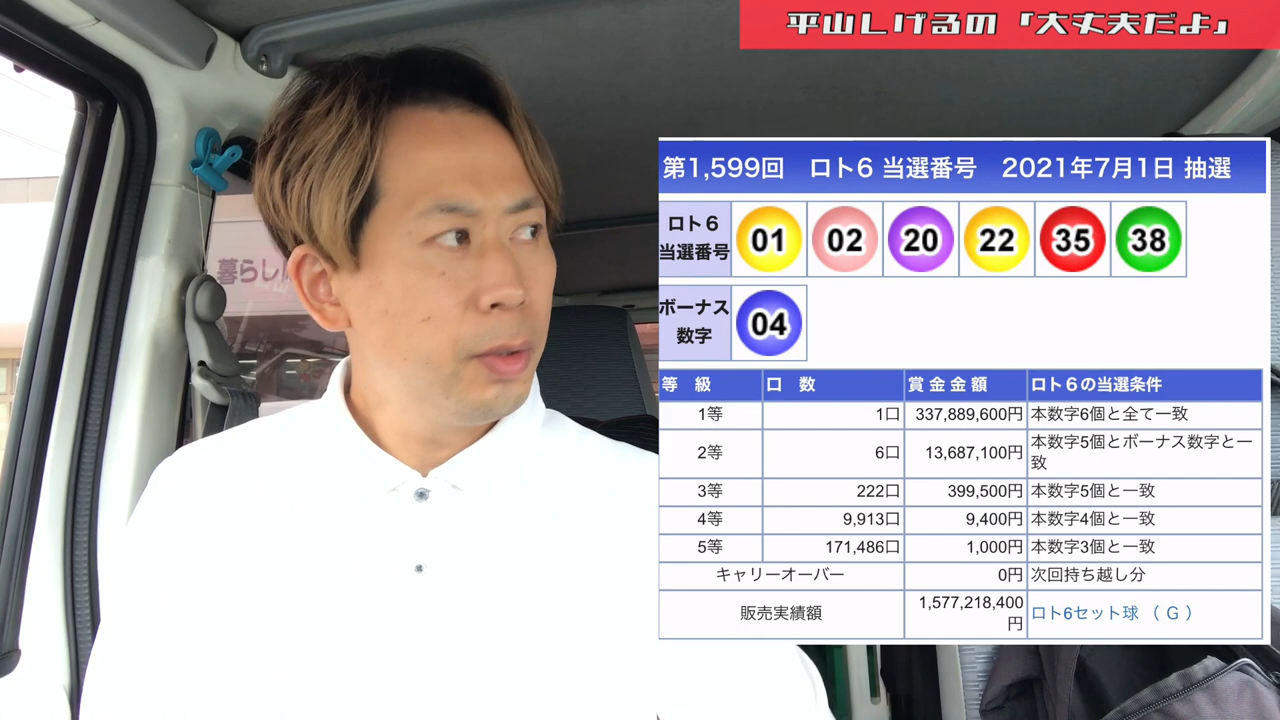 平山しげるの「大丈夫だよ」
第1,599回 ロト6 当選番号 2021年7月1日 抽選
ロト6
当選番号
01 02 20 22 35 38
ボーナス
数字
04
等 級 口 数 賞金金額 ロト6の当選条件
1等 1口 337,889,600円 本数字6個と全て一致
2等 6口 13,687,100円 本数字5個とボーナス数字と一
致
3等 222口 399,500円 本数字5個と一致
4等 9,913口 9,400円 本数字4個と一致
5等 171,486口 1,000円 本数字3個と一致
キャリーオーバー 0円 次回持ち越し分
販売実績額 1,577,218,400
円 ロト6セット球 （ G ）
暮らし